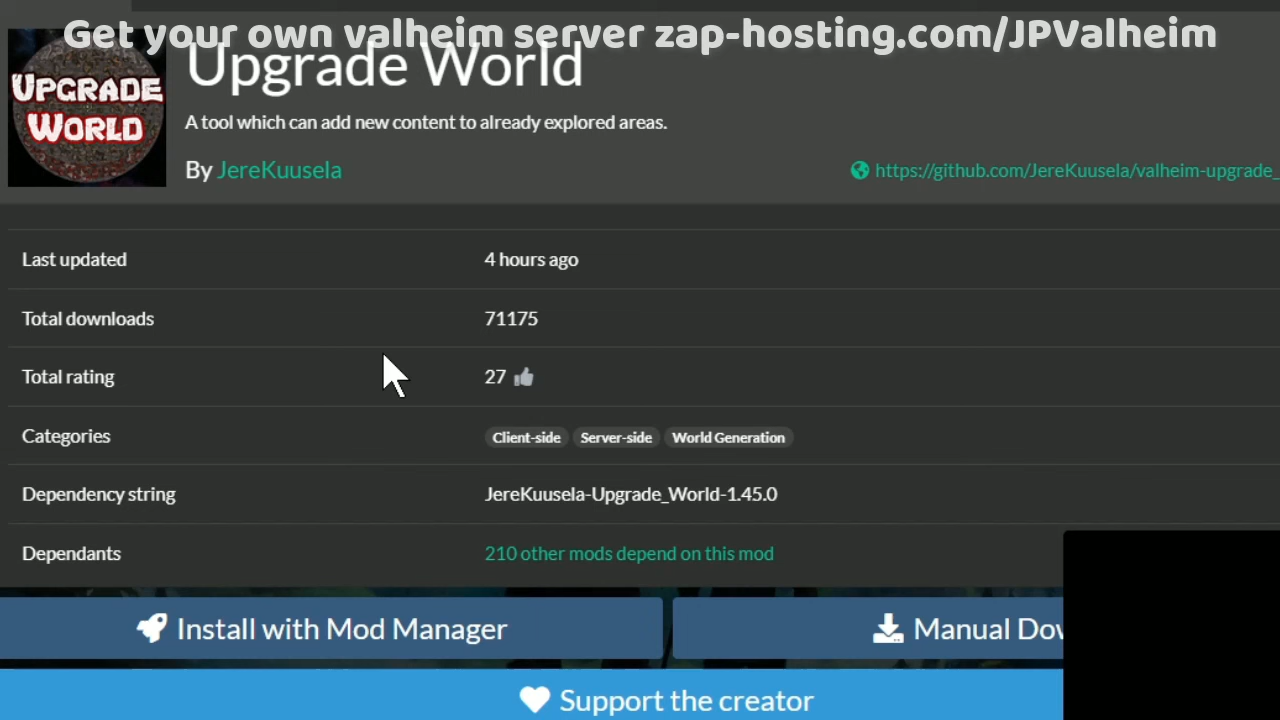 Get your own valheim server zap-hosting.com/JPValheim
UPGRADE
WORLD
Upgrade World
A tool which can add new content to already explored areas.
By JereKuusela
https://github.com/JereKuusela/valheim-upgrade_
Last updated 4 hours ago
Total downloads 71175
Total rating 27
Categories Client-side Server-side World Generation
Dependency string JereKuusela-Upgrade_World-1.45.0
Dependants 210 other mods depend on this mod
Install with Mod Manager
Manual Dow
Support the creator